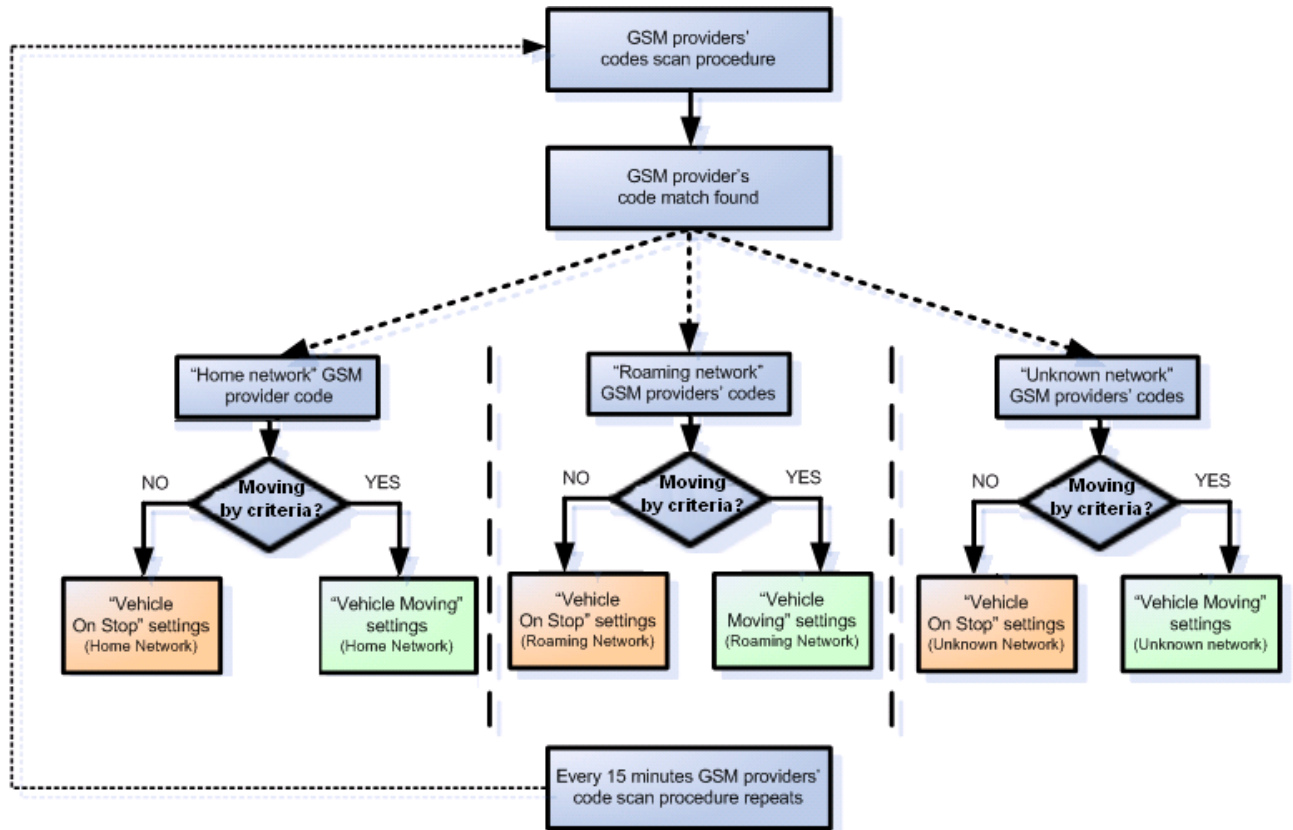 GSM providers'
codes scan procedure
GSM provider's
code match found
“Home network” GSM
provider code
“Roaming network”
GSM providers' codes
“Unknown network”
GSM providers' codes
NO
Moving
by criteria?
YES
NO
Moving
by criteria?
YES
NO
Moving
by criteria?
YES
“Vehicle
On Stop” settings
(Home Network)
“Vehicle Moving”
settings
(Home Network)
“Vehicle
On Stop” settings
(Roaming Network)
“Vehicle
Moving” settings
(Roaming Network)
“Vehicle
On Stop” settings
(Unknown Network)
“Vehicle Moving”
settings
(Unknown network)
Every 15 minutes GSM providers'
code scan procedure repeats